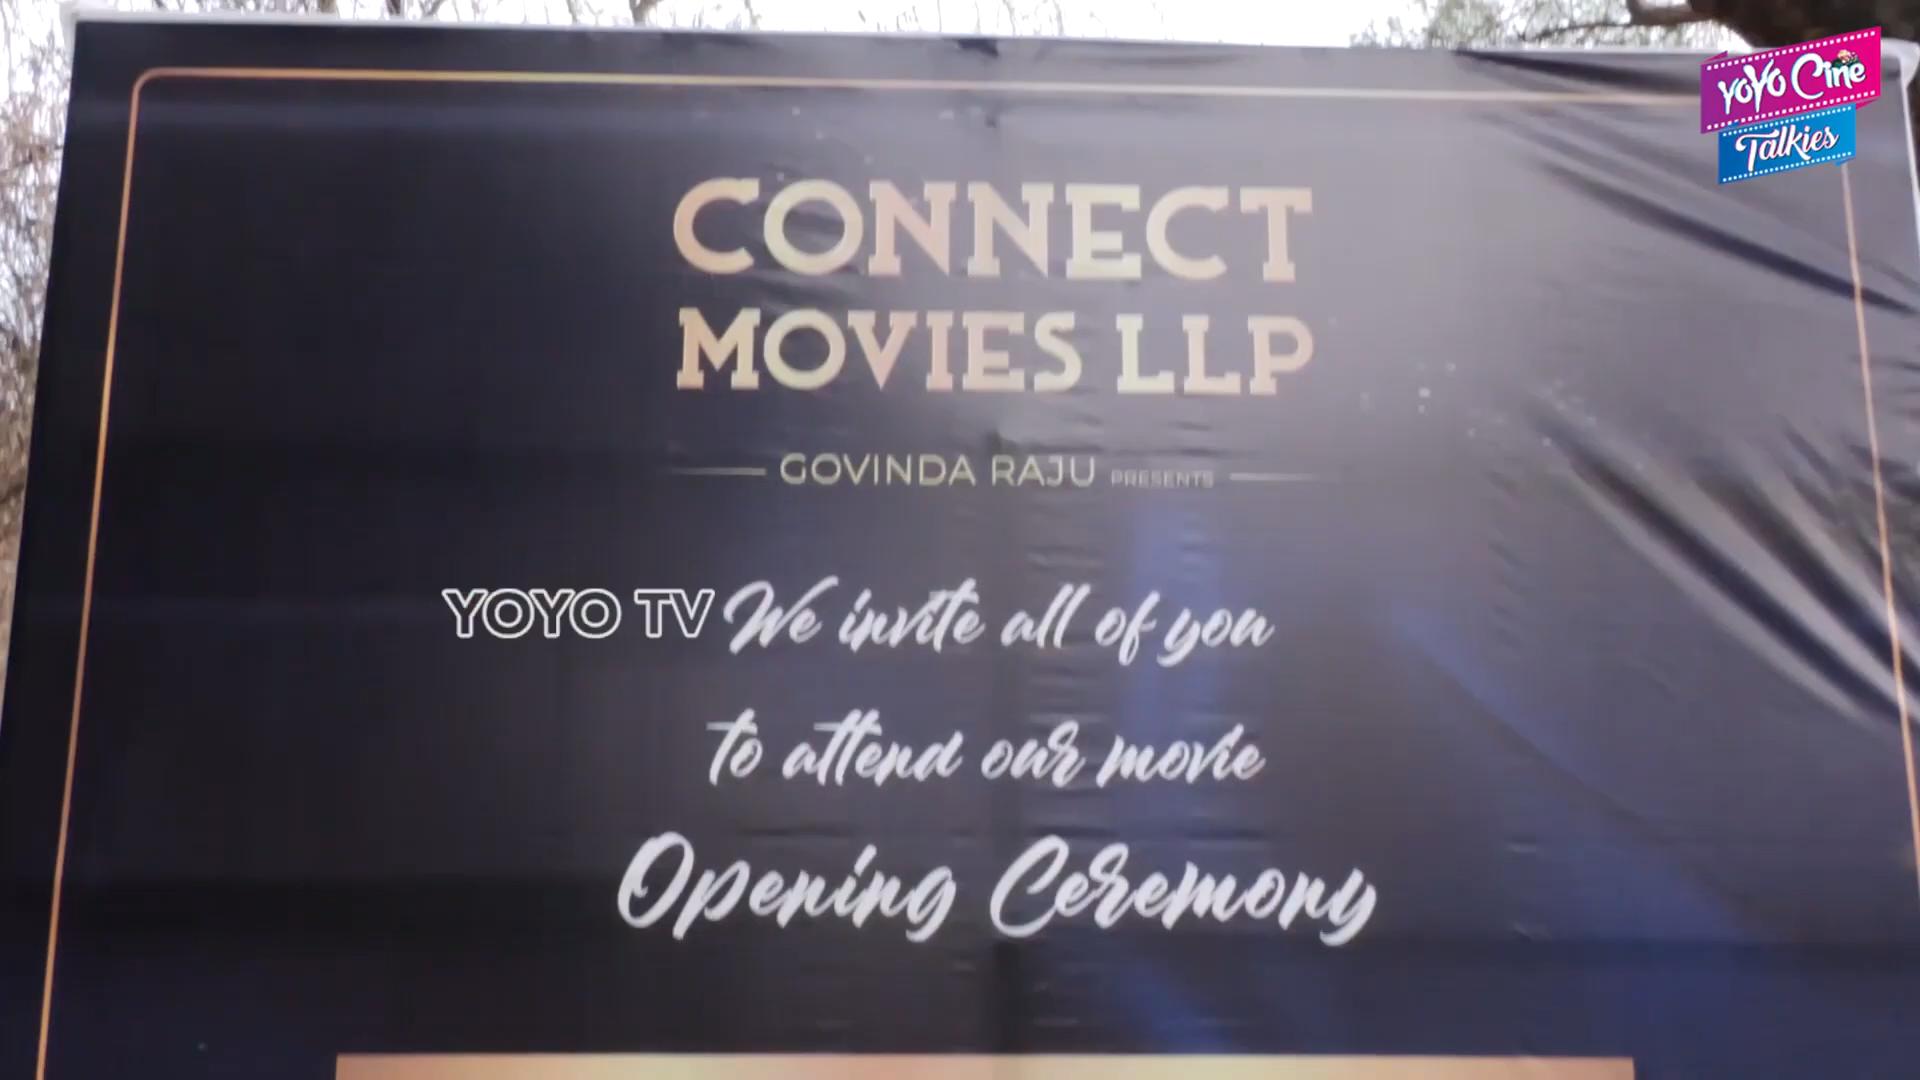 YOYO Cine
Talkies
CONNECT
MOVIES LLP
GOVINDA RAJU PRESENTS
YOYO TV
We invite all of you
to attend our movie
Opening Ceremony